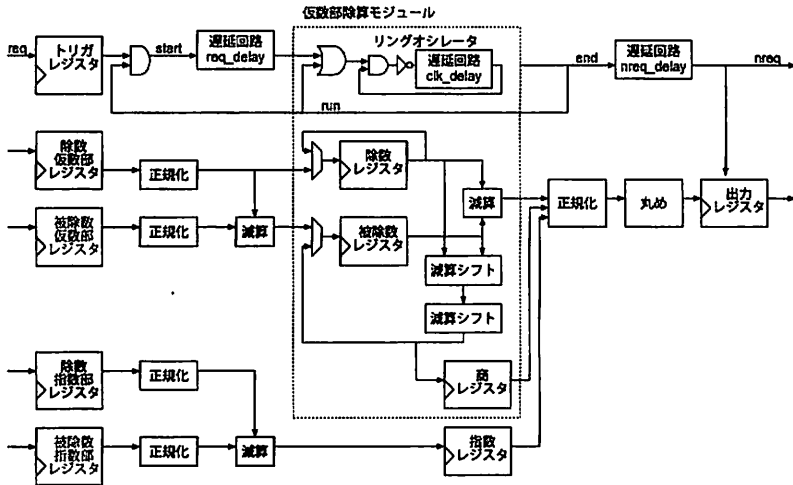 仮数部除算モジュール
req
トリガ
レジスタ
start
遅延回路
req_delay
リングオシレータ
遅延回路
clk_delay
end
遅延回路
nreq_delay
nreq
run
除数
仮数部
レジスタ
正規化
除数
レジスタ
被除数
仮数部
レジスタ
正規化
減算
被除数
レジスタ
減算
正規化
丸め
出力
レジスタ
減算シフト
減算シフト
除数
指数部
レジスタ
正規化
商
レジスタ
被除数
指数部
レジスタ
正規化
減算
指数
レジスタ